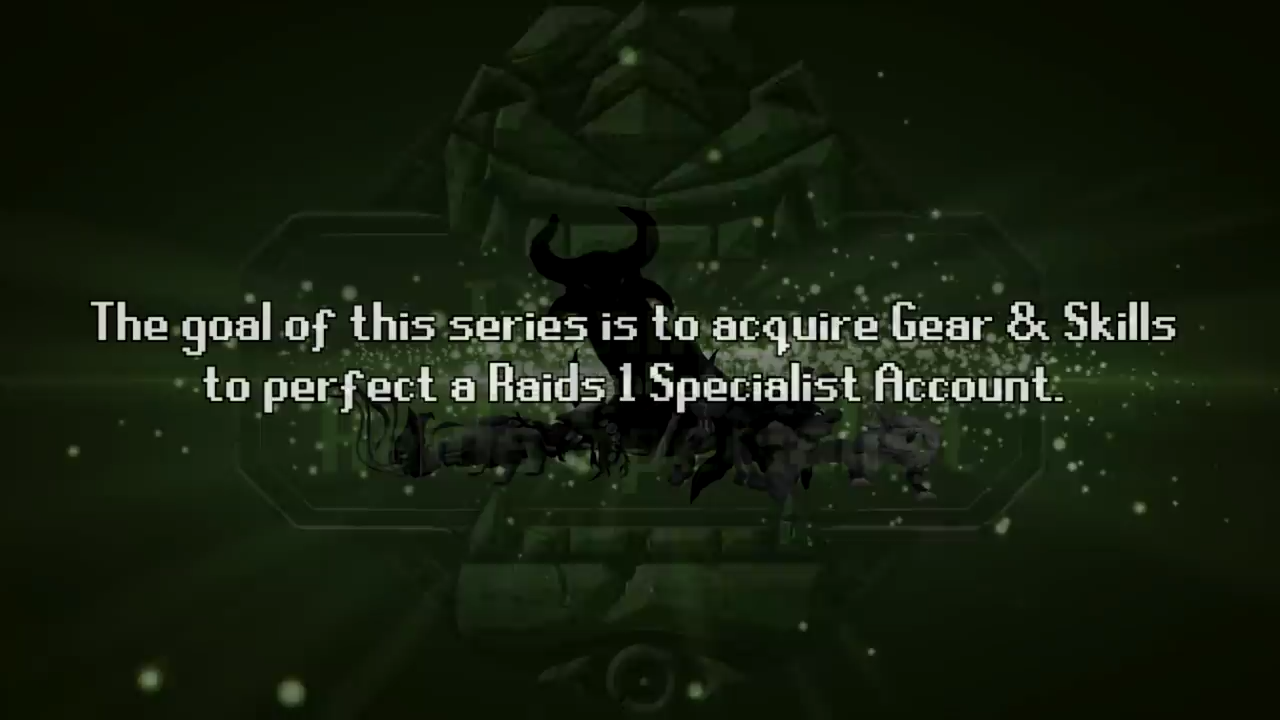 The goal of this series is to acquire Gear & Skills
to perfect a Raids 1 Specialist Account.